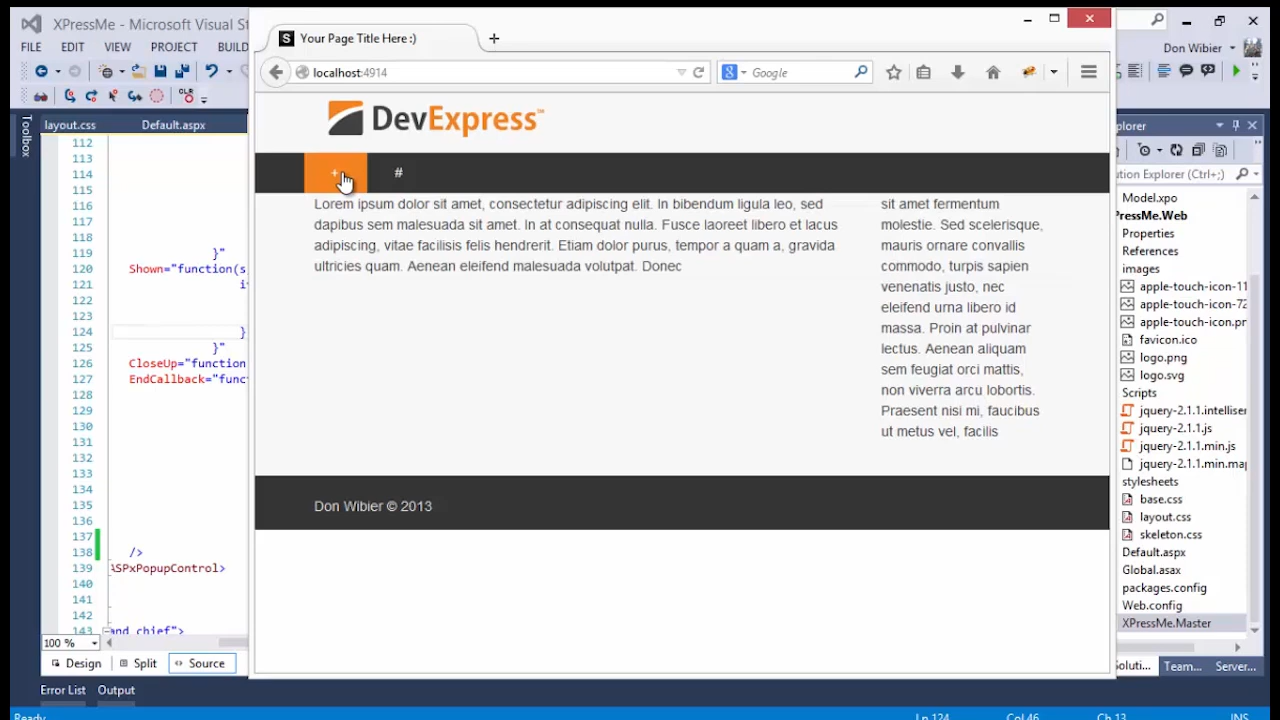 XPressMe - Microsoft Visual St
FILE EDIT VIEW PROJECT BUILD
Don Wibier
Your Page Title Here :)
localhost:4914
Google
DevExpress™
+ #
Lorem ipsum dolor sit amet, consectetur adipiscing elit. In bibendum ligula leo, sed
dapibus sem malesuada sit amet. In at consequat nulla. Fusce laoreet libero et lacus
adipiscing, vitae facilisis felis hendrerit. Etiam dolor purus, tempor a quam a, gravida
ultricies quam. Aenean eleifend malesuada volutpat. Donec
sit amet fermentum
molestie. Sed scelerisque,
mauris ornare convallis
commodo, turpis sapien
venenatis justo, nec
eleifend urna libero id
massa. Proin at pulvinar
lectus. Aenean aliquam
sem feugiat orci mattis,
non viverra arcu lobortis.
Praesent nisi mi, faucibus
ut metus vel, facilis
Don Wibier © 2013
Toolbox
layout.css Default.aspx
112
113
114
115
116
117
118
119 }"
120 Shown="function(s,
121 i
122
123
124 }
125 }"
126 CloseUp="function
127 EndCallback="func
128
129
130
131
132
133
134
135
136
137
138 />
139 ASPxPopupControl>
140
141
142
143 and chief">
100 %
Design Split Source
Error List Output
Ready Ln 124 Col 46 Ch 13 INS
plorer
ution Explorer (Ctrl+;)
Model.xpo
PressMe.Web
Properties
References
images
apple-touch-icon-11
apple-touch-icon-72
apple-touch-icon.pr
favicon.ico
logo.png
logo.svg
Scripts
jquery-2.1.1.intellise
jquery-2.1.1.js
jquery-2.1.1.min.js
jquery-2.1.1.min.map
stylesheets
base.css
layout.css
skeleton.css
Default.aspx
Global.asax
packages.config
Web.config
XPressMe.Master
oluti... Team... Server...